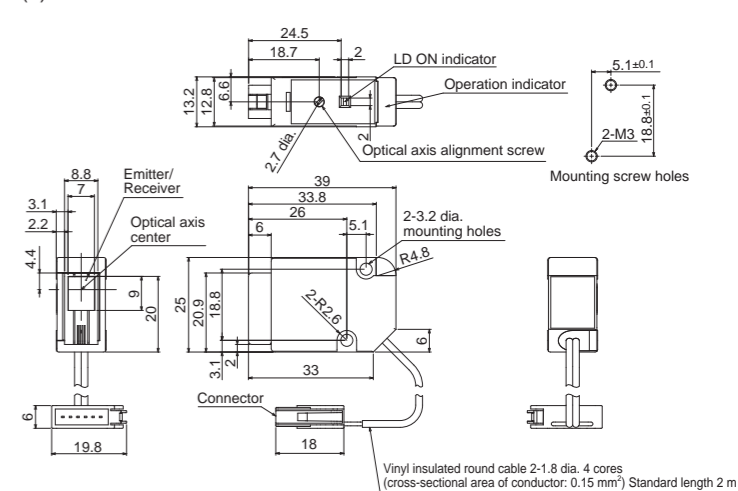 24.5
18.7
2
LD ON indicator
Operation indicator
13.2
12.8
6.6
2
2.7 dia.
Optical axis alignment screw
5.1±0.1
18.8±0.1
2-M3
Mounting screw holes
8.8
7
Emitter/
Receiver
3.1
2.2
Optical axis
center
4.4
9
20
39
33.8
26
6
5.1
2-3.2 dia.
mounting holes
R4.8
25
20.9
18.8
2-R2.6
3.1
2
6
33
Connector
6
19.8
18
Vinyl insulated round cable 2-1.8 dia. 4 cores
(cross-sectional area of conductor: 0.15 mm²) Standard length 2 m